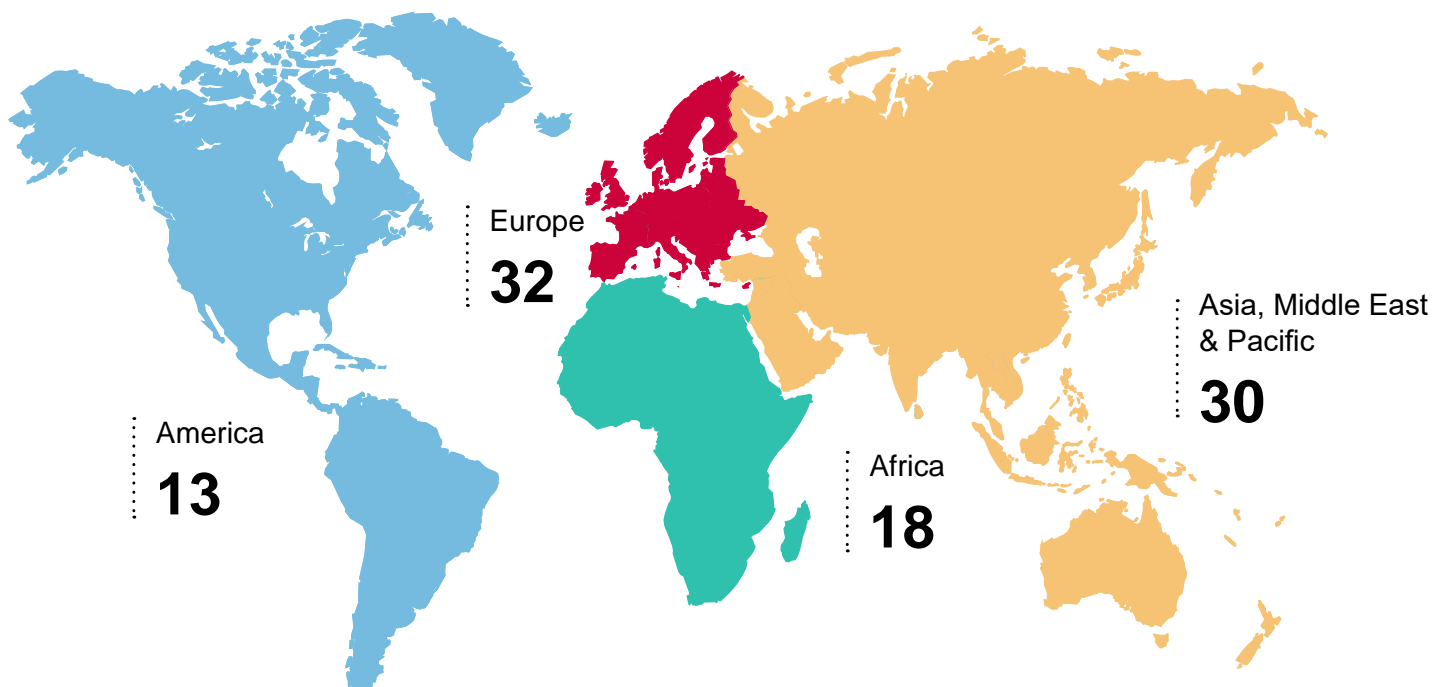 Europe
32
Asia, Middle East
& Pacific
30
America
13
Africa
18